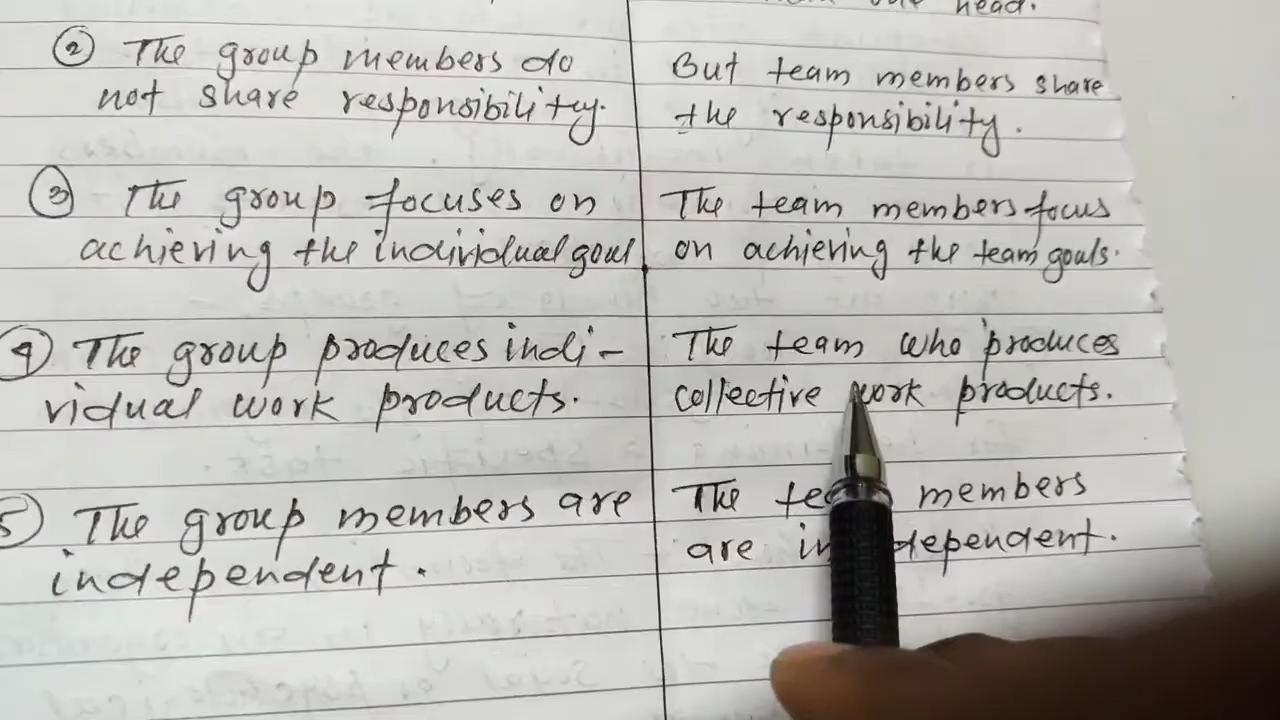 head.
② The group members do
not share responsibility.
But team members share
the responsibility.
③ The group focuses on
achieving the individual goal
The team members focus
on achieving the team goals.
④ The group produces indi-
vidual work products.
The team who produces
collective work products.
5 The group members are
independent.
The members
are